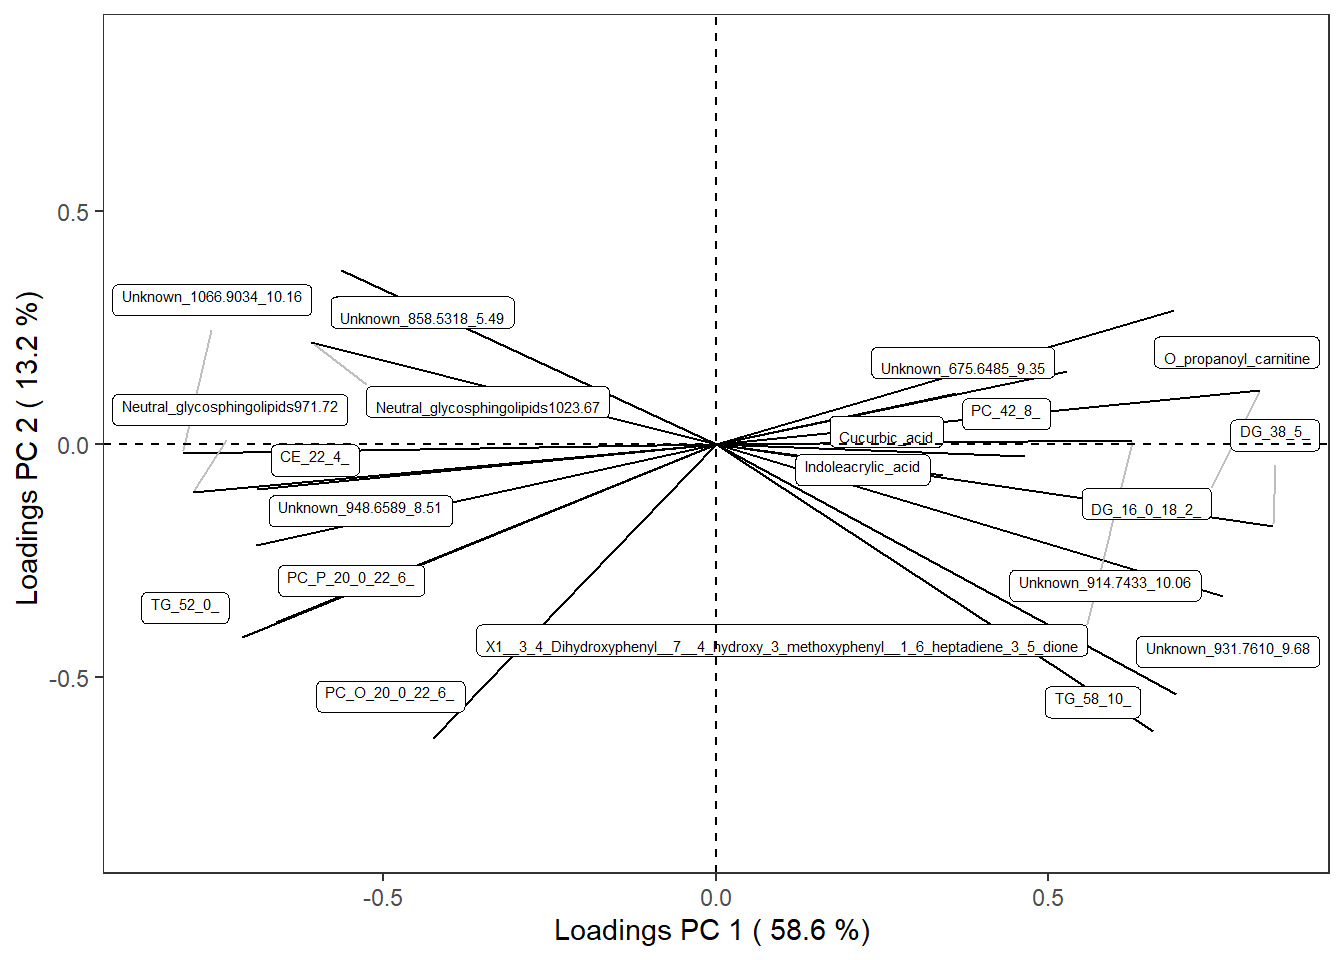 0.5
0.0
-0.5
Loadings PC 2 ( 13.2 %)
Unknown_1066.9034_10.16
Unknown_858.5318_5.49
Unknown_675.6485_9.35
O_propanoyl_carnitine
Neutral_glycosphingolipids971.72
Neutral_glycosphingolipids1023.67
PC_42_8_
Cucurbic_acid_
DG_38_5_
CE_22_4_
Indoleacrylic_acid
Unknown_948.6589_8.51
DG_16_0_18_2_
PC_P_20_0_22_6_
Unknown_914.7433_10.06
TG_52_0_
X1__3_4_Dihydroxyphenyl__7__4_hydroxy_3_methoxyphenyl__1_6_heptadiene_3_5_dione
Unknown_931.7610_9.68
PC_O_20_0_22_6_
TG_58_10_
-0.5
0.0
0.5
Loadings PC 1 ( 58.6 %)